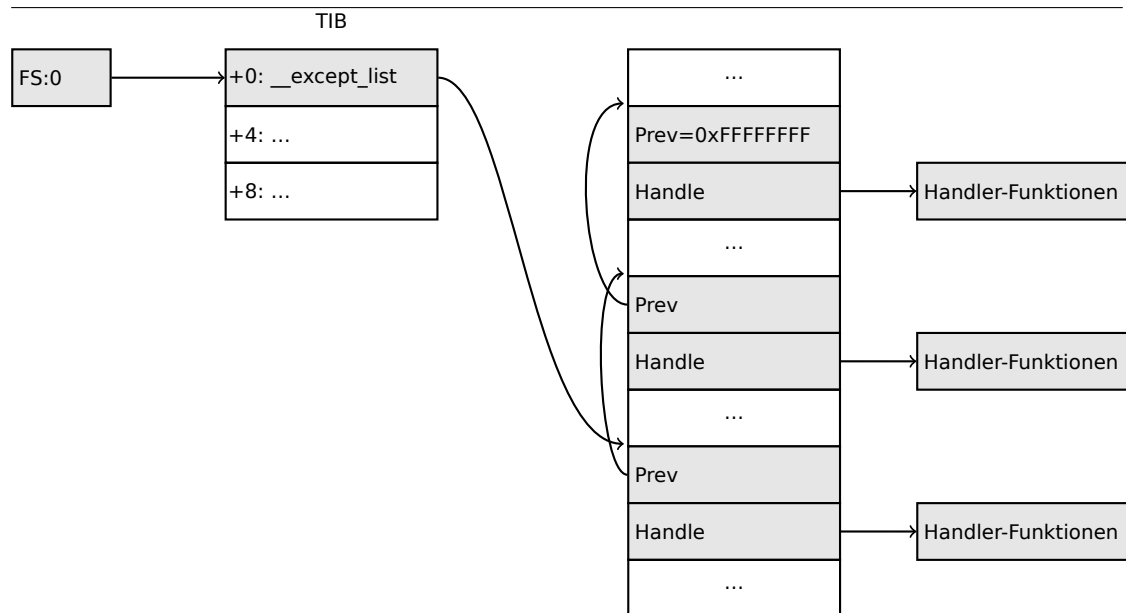 TIB
FS:0
+0: __except_list
+4: ...
+8: ...
...
Prev=0xFFFFFFFF
Handle
Handler-Funktionen
...
Prev
Handle
Handler-Funktionen
...
Prev
Handle
Handler-Funktionen
...